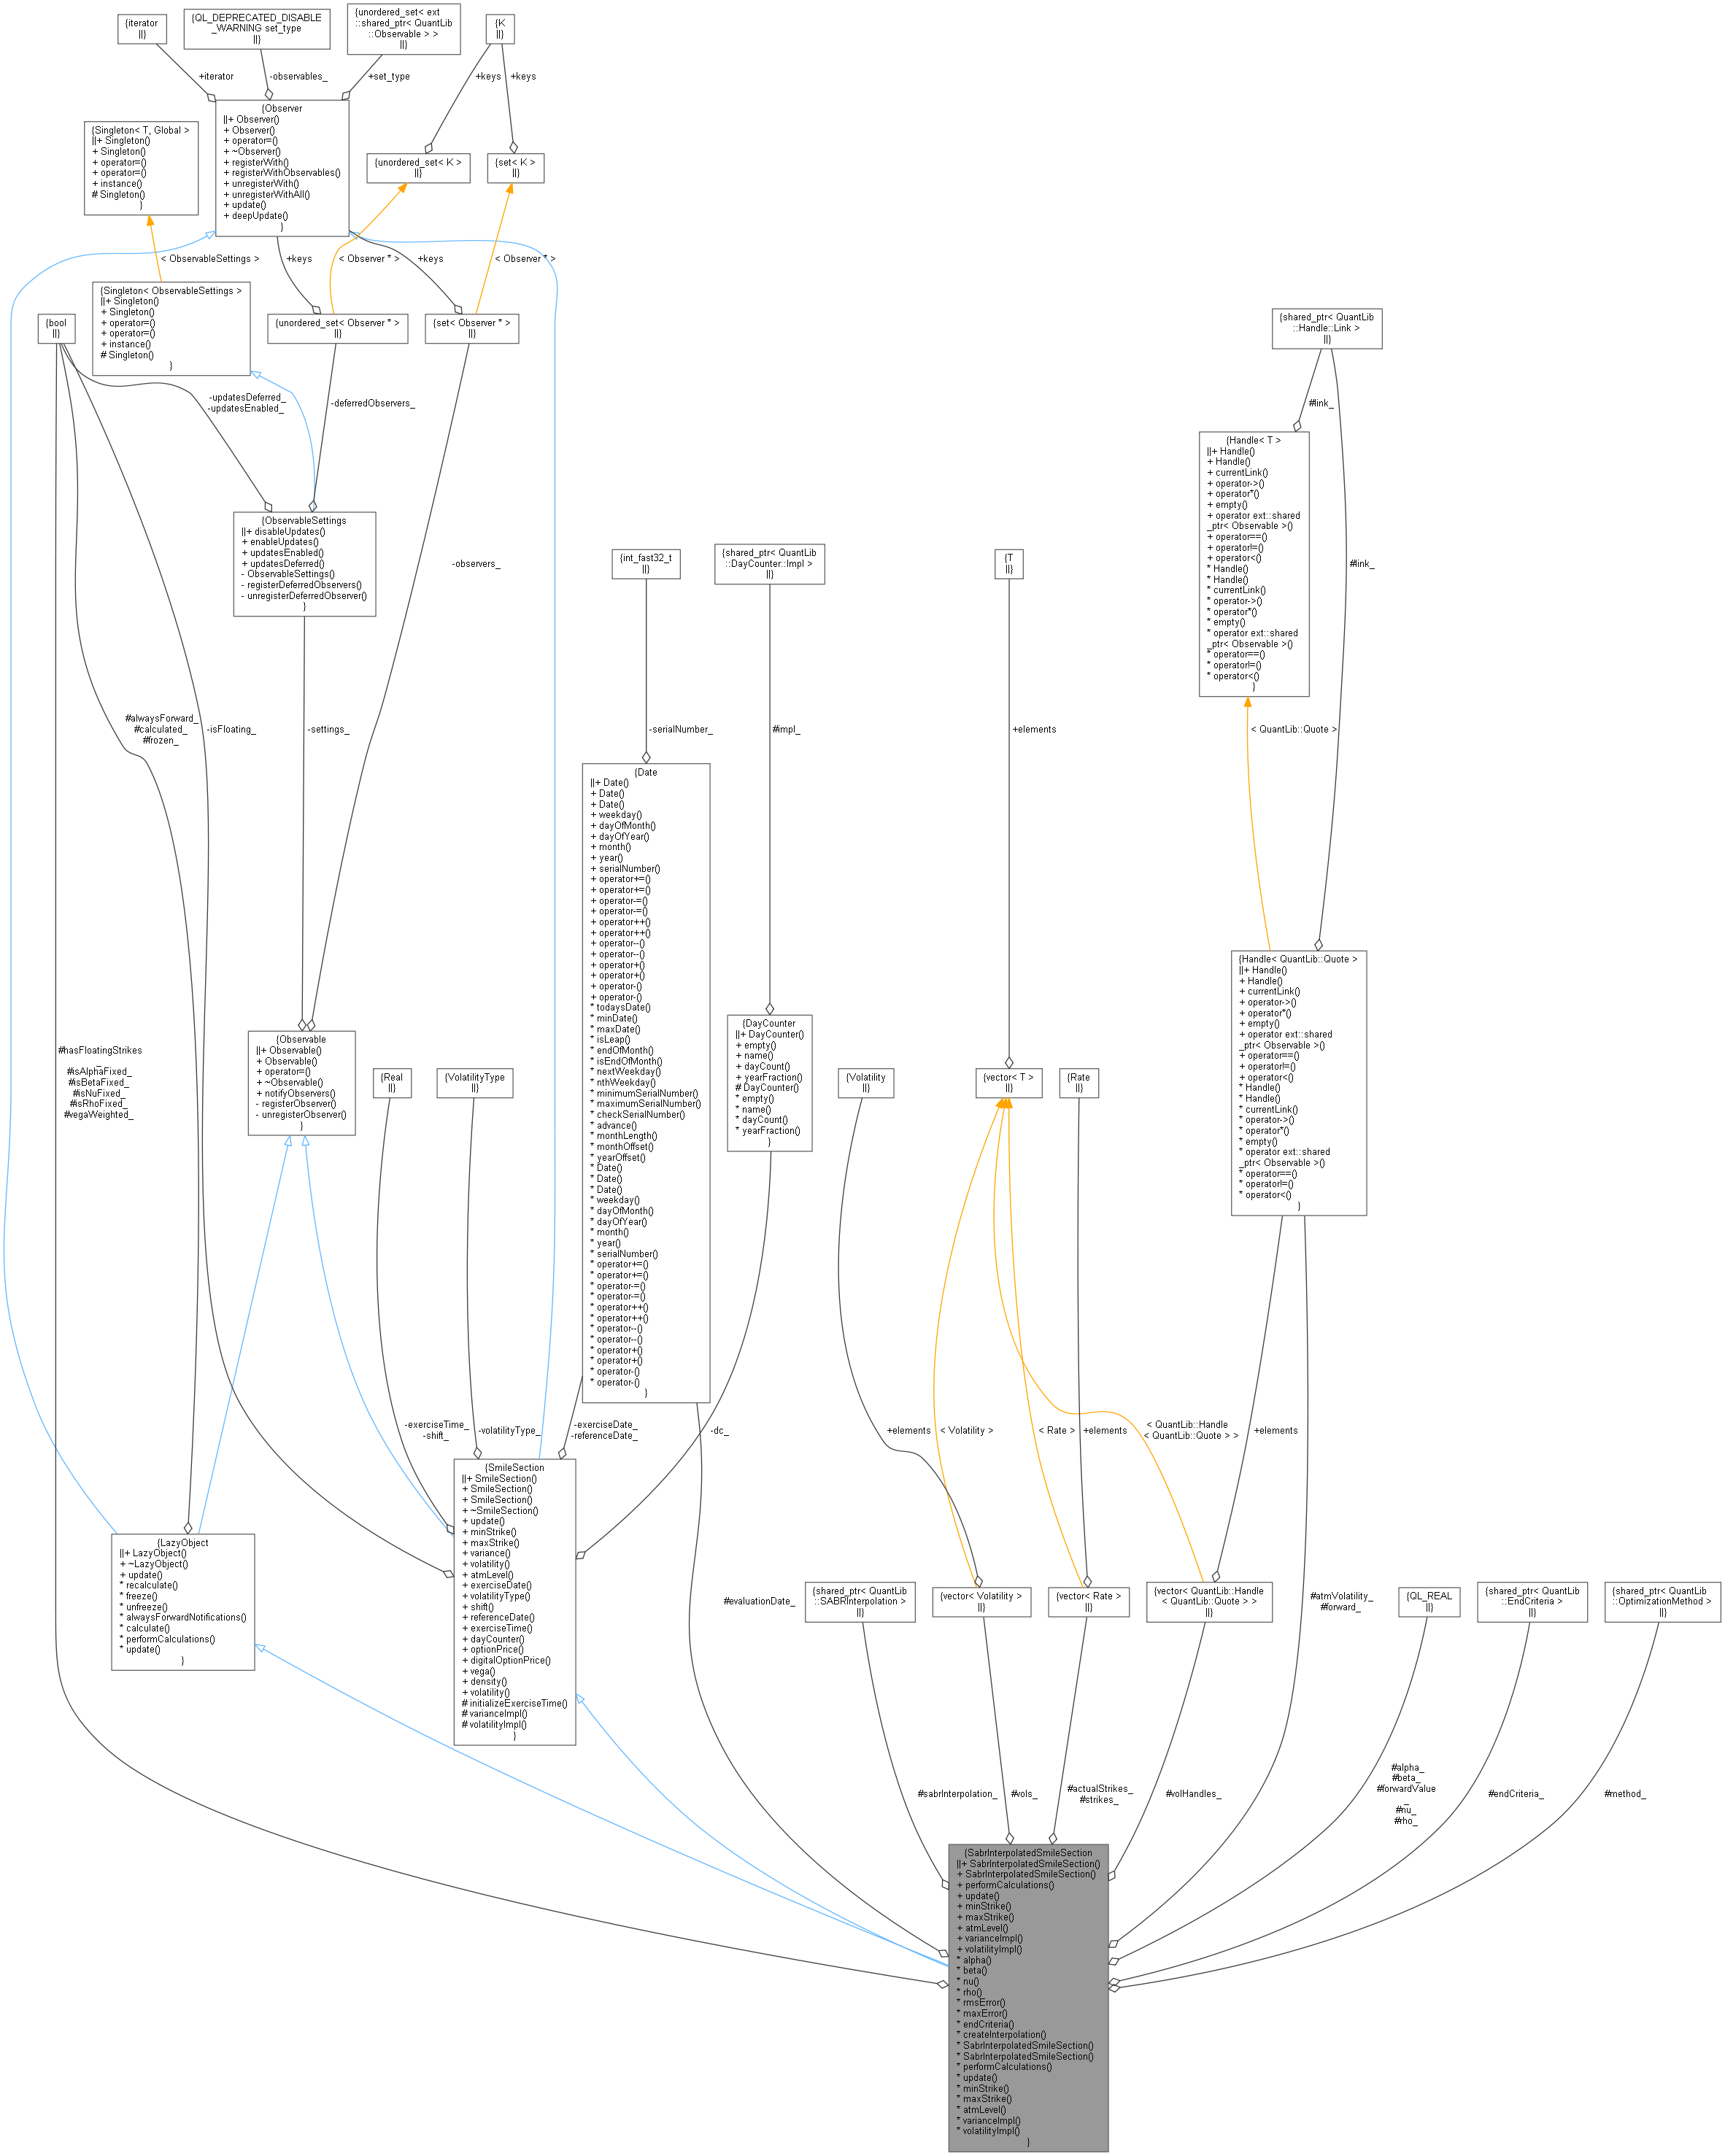 {iterator
||}
{QL_DEPRECATED_DISABLE
_WARNING set_type
||}
{unordered_set< ext
::shared_ptr< QuantLib
::Observable > >
||}
{K
||}
+iterator
-observables_
+set_type
+keys
+keys
{Singleton< T, Global >
||+ Singleton()
+ Singleton()
+ operator=()
+ operator=()
+ instance()
# Singleton()
}
{Observer
||+ Observer()
+ Observer()
+ operator=()
+ ~Observer()
+ registerWith()
+ registerWithObservables()
+ unregisterWith()
+ unregisterWithAll()
+ update()
+ deepUpdate()
}
{unordered_set< K >
||}
{set< K >
||}
< ObservableSettings >
+keys
< Observer * >
+keys
< Observer * >
{bool
||}
{Singleton< ObservableSettings >
||+ Singleton()
+ Singleton()
+ operator=()
+ operator=()
+ instance()
# Singleton()
}
{unordered_set< Observer * >
||}
{set< Observer * >
||}
{shared_ptr< QuantLib
::Handle::Link >
||}
-updatesDeferred_
-updatesEnabled_
-deferredObservers_
#link_
{Handle< T >
||+ Handle()
+ Handle()
+ currentLink()
+ operator->()
+ operator*()
+ empty()
+ operator ext::shared
_ptr< Observable >()
+ operator==()
+ operator!=()
+ operator<()
* Handle()
* Handle()
* currentLink()
* operator->()
* operator*()
* empty()
* operator ext::shared
_ptr< Observable >()
* operator==()
* operator!=()
* operator<()
}
{ObservableSettings
||+ disableUpdates()
+ enableUpdates()
+ updatesEnabled()
+ updatesDeferred()
- ObservableSettings()
- registerDeferredObservers()
- unregisterDeferredObserver()
}
-observers_
{int_fast32_t
||}
{shared_ptr< QuantLib
::DayCounter::Impl >
||}
{T
||}
#link_
#alwaysForward_
#calculated_
#frozen_
-isFloating_
-settings_
-serialNumber_
#impl_
+elements
< QuantLib::Quote >
{Date
||+ Date()
+ Date()
+ Date()
+ weekday()
+ dayOfMonth()
+ dayOfYear()
+ month()
+ year()
+ serialNumber()
+ operator+=()
+ operator+=()
+ operator-=()
+ operator-=()
+ operator++()
+ operator++()
+ operator--()
+ operator--()
+ operator+()
+ operator+()
+ operator-()
+ operator-()
* todaysDate()
* minDate()
* maxDate()
* isLeap()
* endOfMonth()
* isEndOfMonth()
* nextWeekday()
* nthWeekday()
* minimumSerialNumber()
* maximumSerialNumber()
* checkSerialNumber()
* advance()
* monthLength()
* monthOffset()
* yearOffset()
* Date()
* Date()
* Date()
* weekday()
* dayOfMonth()
* dayOfYear()
* month()
* year()
* serialNumber()
* operator+=()
* operator+=()
* operator-=()
* operator-=()
* operator++()
* operator++()
* operator--()
* operator--()
* operator+()
* operator+()
* operator-()
* operator-()
}
{Handle< QuantLib::Quote >
||+ Handle()
+ Handle()
+ currentLink()
+ operator->()
+ operator*()
+ empty()
+ operator ext::shared
_ptr< Observable >()
+ operator==()
+ operator!=()
+ operator<()
* Handle()
* Handle()
* currentLink()
* operator->()
* operator*()
* empty()
* operator ext::shared
_ptr< Observable >()
* operator==()
* operator!=()
* operator<()
}
#hasFloatingStrikes
_
#isAlphaFixed_
#isBetaFixed_
#isNuFixed_
#isRhoFixed_
#vegaWeighted_
{Observable
||+ Observable()
+ Observable()
+ operator=()
+ ~Observable()
+ notifyObservers()
- registerObserver()
- unregisterObserver()
}
{Real
||}
{VolatilityType
||}
{DayCounter
||+ DayCounter()
+ empty()
+ name()
+ dayCount()
+ yearFraction()
# DayCounter()
* empty()
* name()
* dayCount()
* yearFraction()
}
{Volatility
||}
{vector< T >
||}
{Rate
||}
-exerciseTime_
-shift_
-volatilityType_
-exerciseDate_
-referenceDate_
-dc_
+elements
< Volatility >
< Rate >
+elements
< QuantLib::Handle
< QuantLib::Quote > >
+elements
{LazyObject
||+ LazyObject()
+ ~LazyObject()
+ update()
* recalculate()
* freeze()
* unfreeze()
* alwaysForwardNotifications()
* calculate()
* performCalculations()
* update()
}
{SmileSection
||+ SmileSection()
+ SmileSection()
+ SmileSection()
+ ~SmileSection()
+ update()
+ minStrike()
+ maxStrike()
+ variance()
+ volatility()
+ atmLevel()
+ exerciseDate()
+ volatilityType()
+ shift()
+ referenceDate()
+ exerciseTime()
+ dayCounter()
+ optionPrice()
+ digitalOptionPrice()
+ vega()
+ density()
+ volatility()
# initializeExerciseTime()
# varianceImpl()
# volatilityImpl()
}
#evaluationDate_
{shared_ptr< QuantLib
::SABRInterpolation >
||}
{vector< Volatility >
||}
{vector< Rate >
||}
{vector< QuantLib::Handle
< QuantLib::Quote > >
||}
#atmVolatility_
#forward_
{QL_REAL
||}
{shared_ptr< QuantLib
::EndCriteria >
||}
{shared_ptr< QuantLib
::OptimizationMethod >
||}
#sabrInterpolation_
#vols_
#actualStrikes_
#strikes_
#volHandles_
#alpha_
#beta_
#forwardValue
_
#nu_
#rho_
#endCriteria_
#method_
{SabrInterpolatedSmileSection
||+ SabrInterpolatedSmileSection()
+ SabrInterpolatedSmileSection()
+ performCalculations()
+ update()
+ minStrike()
+ maxStrike()
+ atmLevel()
+ varianceImpl()
+ volatilityImpl()
* alpha()
* beta()
* nu()
* rho()
* rmsError()
* maxError()
* endCriteria()
* createInterpolation()
* SabrInterpolatedSmileSection()
* SabrInterpolatedSmileSection()
* performCalculations()
* update()
* minStrike()
* maxStrike()
* atmLevel()
* varianceImpl()
* volatilityImpl()
}